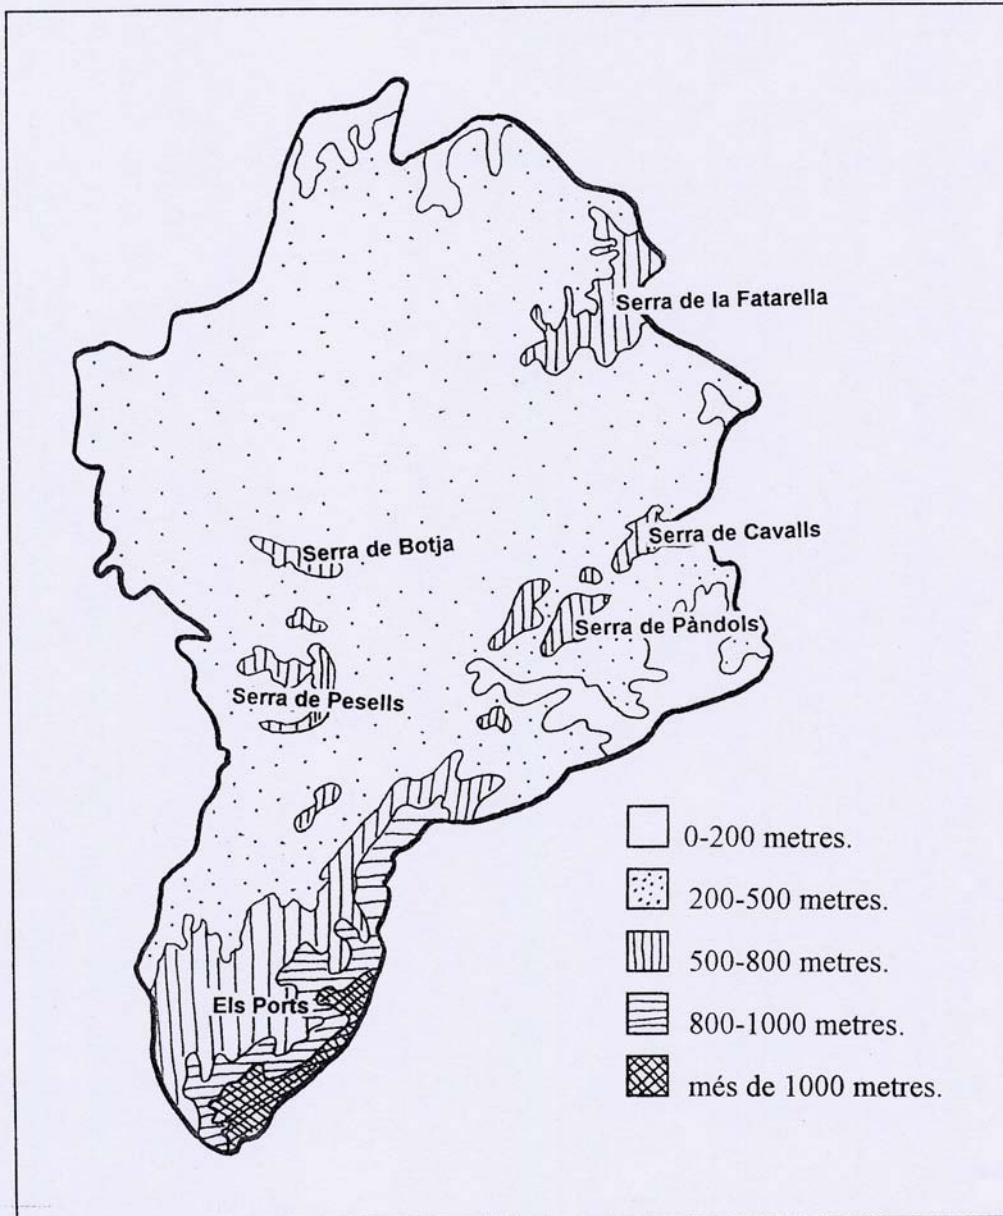 Serra de la Fatarella
Serra de Cavalls
Serra de Botja
Serra de Pàndols
Serra de Pesells
Els Ports
0-200 metres.
200-500 metres.
500-800 metres.
800-1000 metres.
més de 1000 metres.